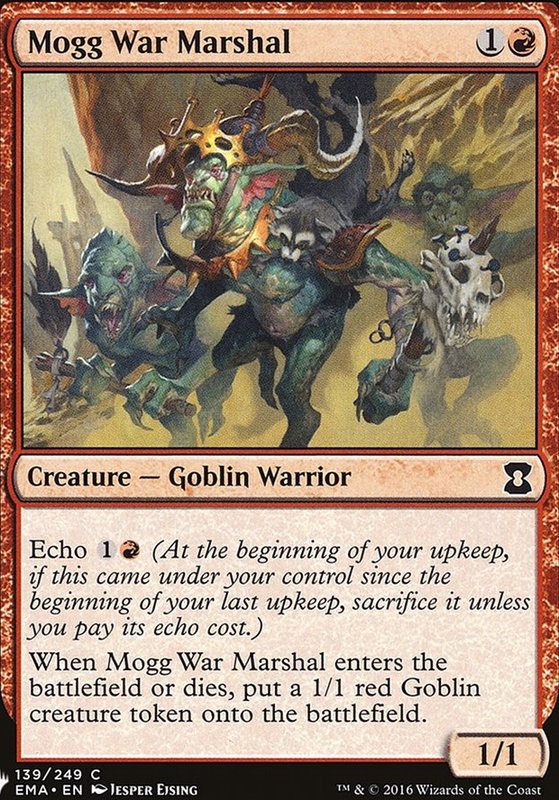 Mogg War Marshal 1
Creature — Goblin Warrior
Echo 1 (At the beginning of your upkeep,
if this came under your control since the
beginning of your last upkeep, sacrifice it unless
you pay its echo cost.)
When Mogg War Marshal enters the
battlefield or dies, put a 1/1 red Goblin
creature token onto the battlefield.
1/1
139/249 C
EMA • EN Jesper Ejsing
™ & © 2016 Wizards of the Coast